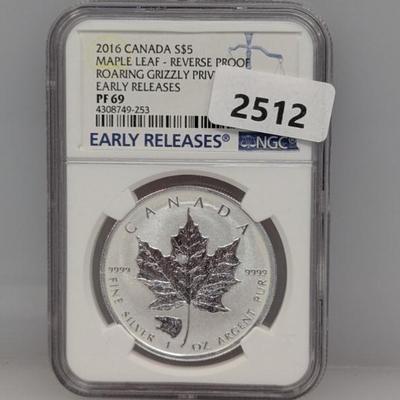 2016 CANADA S$5
MAPLE LEAF - REVERSE PROOF
ROARING GRIZZLY PRIV
EARLY RELEASES
PF 69
4308749-253
2512
EARLY RELEASES®
NGC
CANADA
9999 9999
FINE SILVER 1 OZ ARGENT PUR